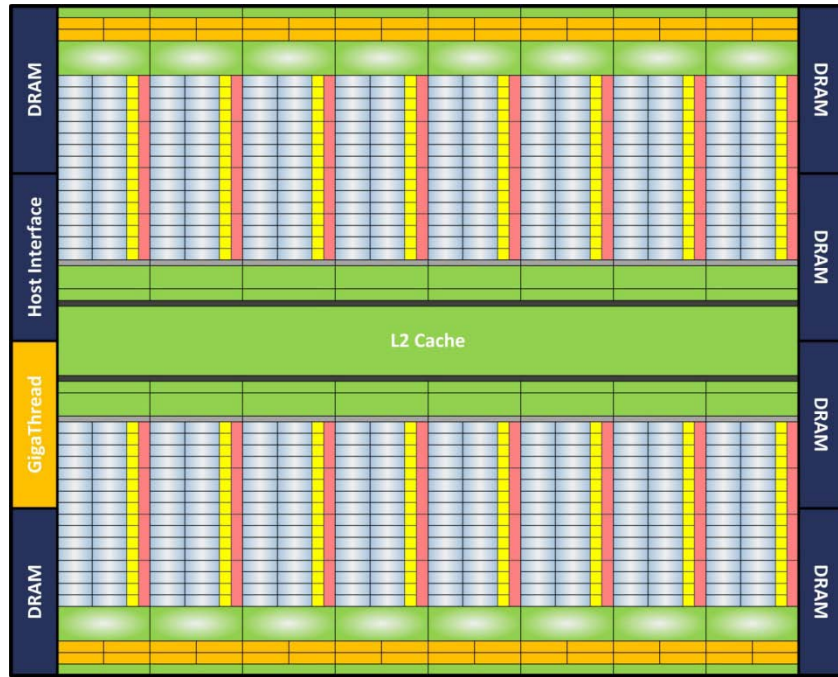 DRAM
Host Interface
GigaThread
DRAM
L2 Cache
DRAM
DRAM
DRAM
DRAM